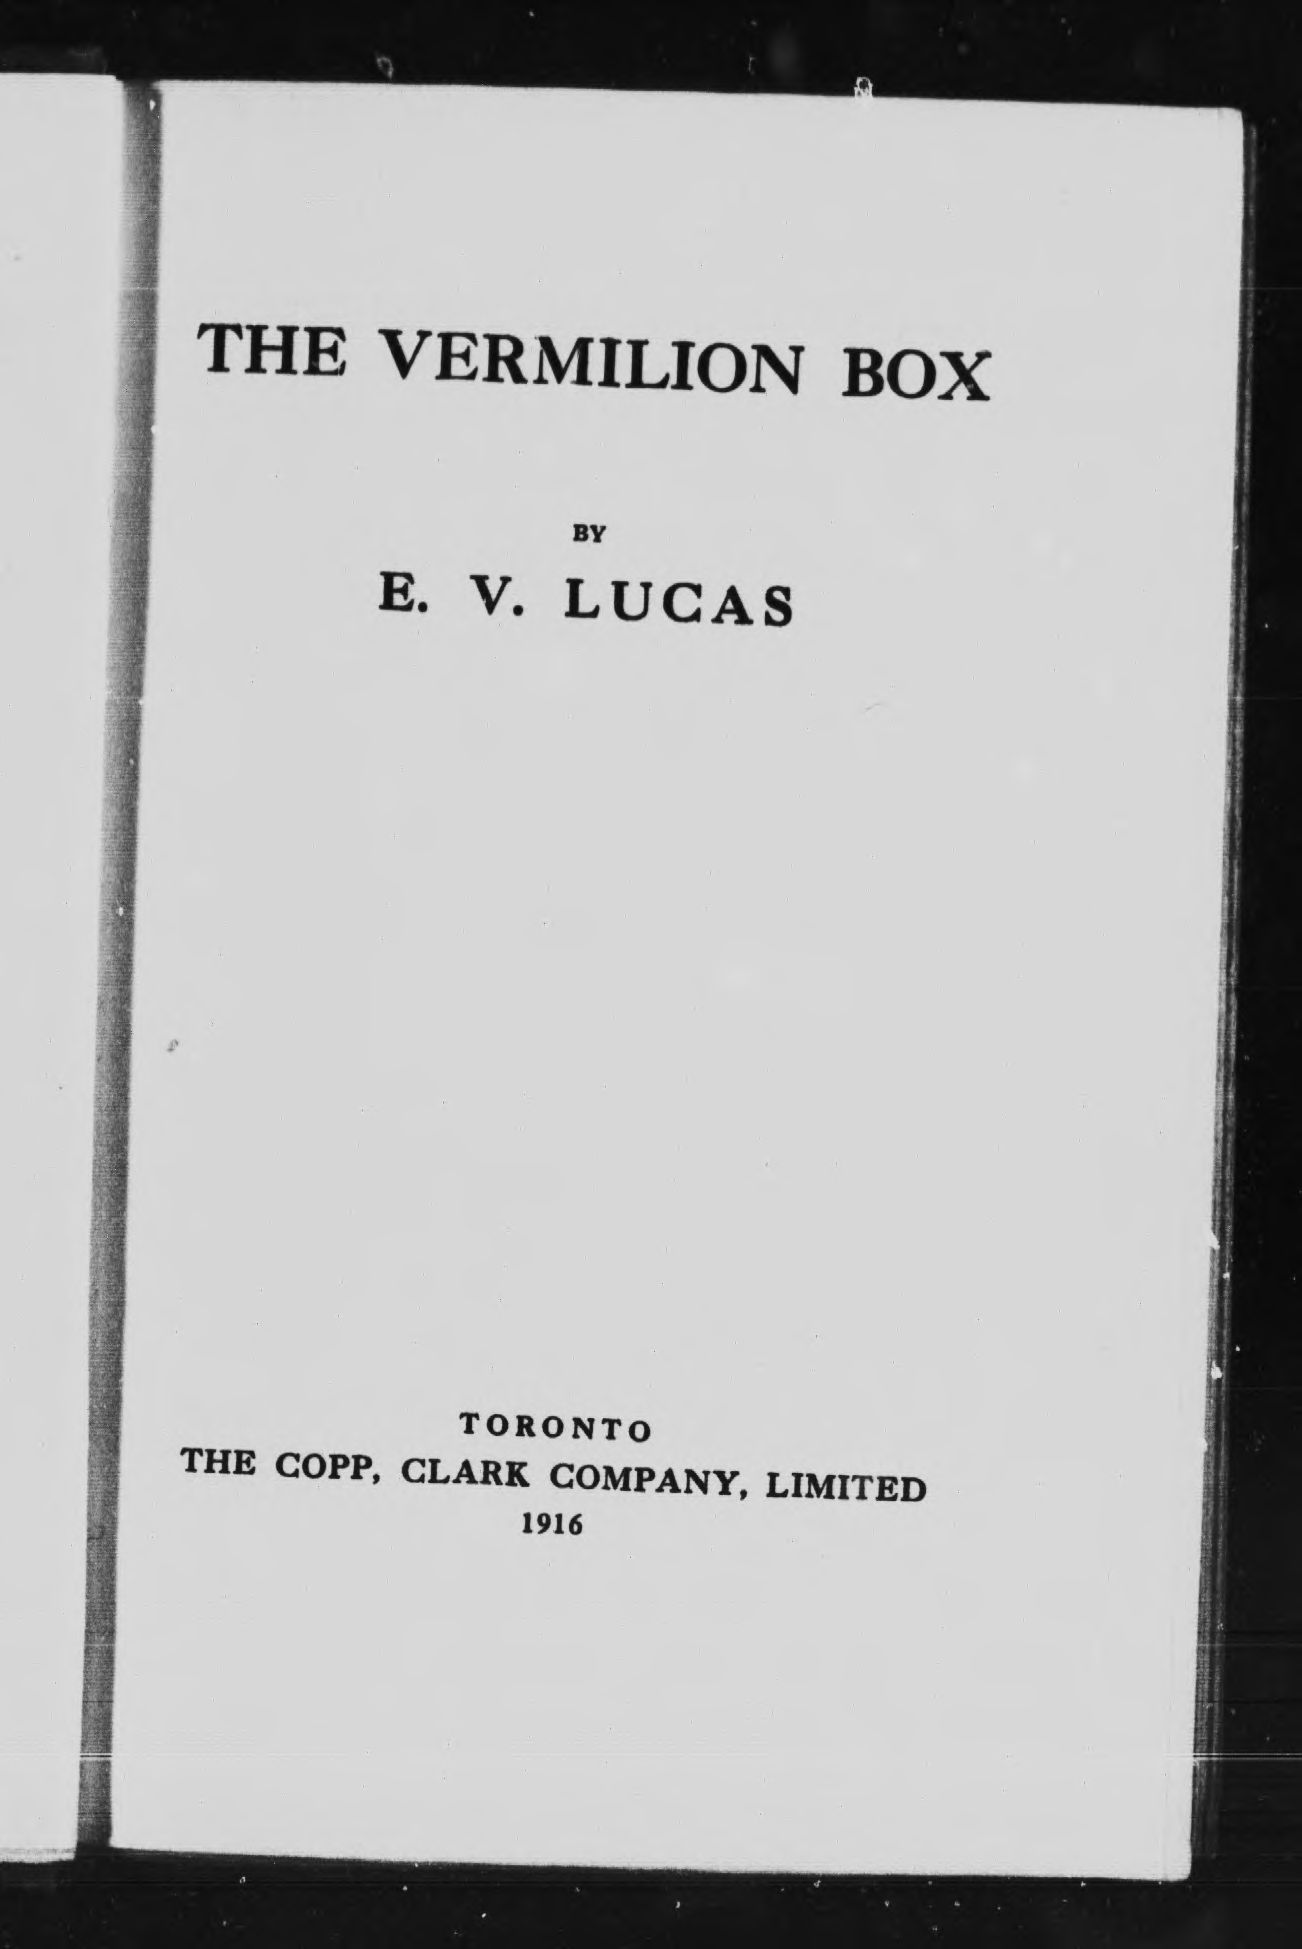 THE VERMILION BOX
BY
E. V. LUCAS
TORONTO
THE COPP, CLARK COMPANY, LIMITED
1916